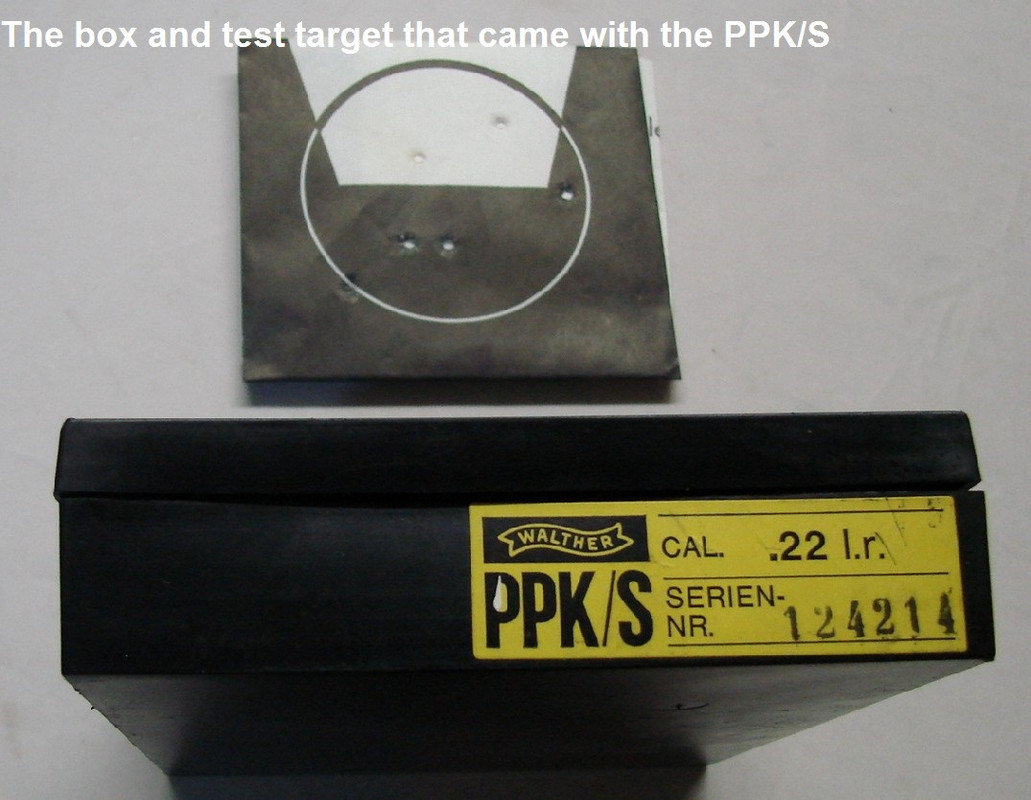 The box and test target that came with the PPK/S
WALTHER
PPK/S
CAL. .22 l.r.
SERIEN-
NR. 124214